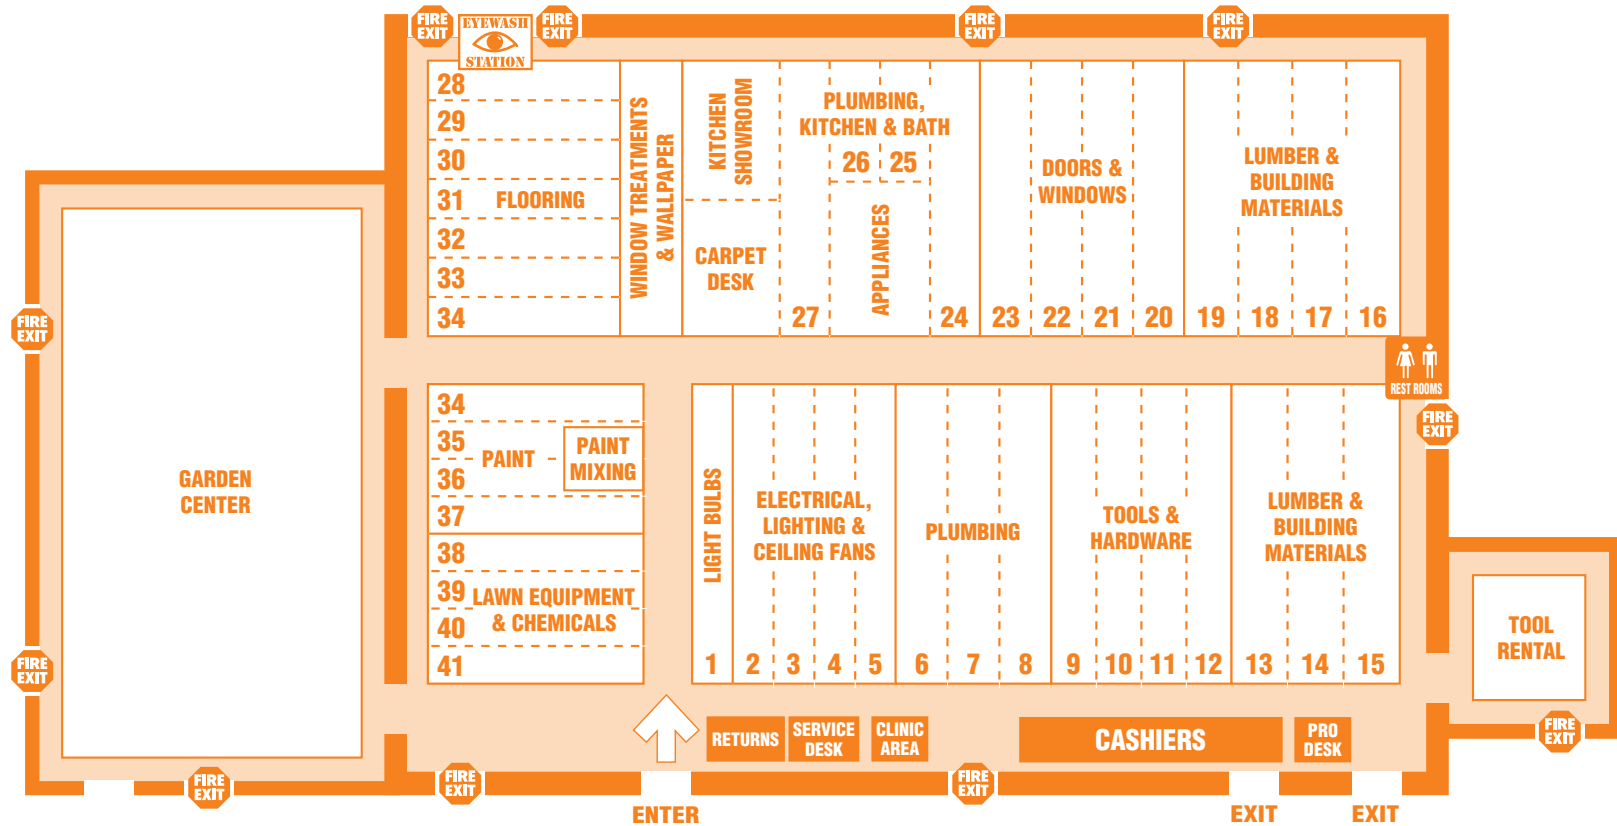 FIRE
EXIT
EYEWASH
STATION
FIRE
EXIT
FIRE
EXIT
FIRE
EXIT
28
29
30
31
32
33
34
FLOORING
WINDOW TREATMENTS
& WALLPAPER
KITCHEN
SHOWROOM
CARPET
DESK
PLUMBING,
KITCHEN & BATH
26 25
APPLIANCES
27
24
DOORS &
WINDOWS
23 22 21 20
LUMBER &
BUILDING
MATERIALS
19 18 17 16
REST ROOMS
FIRE
EXIT
FIRE
EXIT
GARDEN
CENTER
FIRE
EXIT
FIRE
EXIT
34
35
36
37
PAINT
PAINT
MIXING
38
39
40
41
LAWN EQUIPMENT
& CHEMICALS
LIGHT BULBS
1
ELECTRICAL,
LIGHTING &
CEILING FANS
2 3 4 5
PLUMBING
6 7 8
TOOLS &
HARDWARE
9 10 11 12
LUMBER &
BUILDING
MATERIALS
13 14 15
TOOL
RENTAL
FIRE
EXIT
RETURNS
SERVICE
DESK
CLINIC
AREA
CASHIERS
PRO
DESK
FIRE
EXIT
FIRE
EXIT
ENTER
EXIT
EXIT